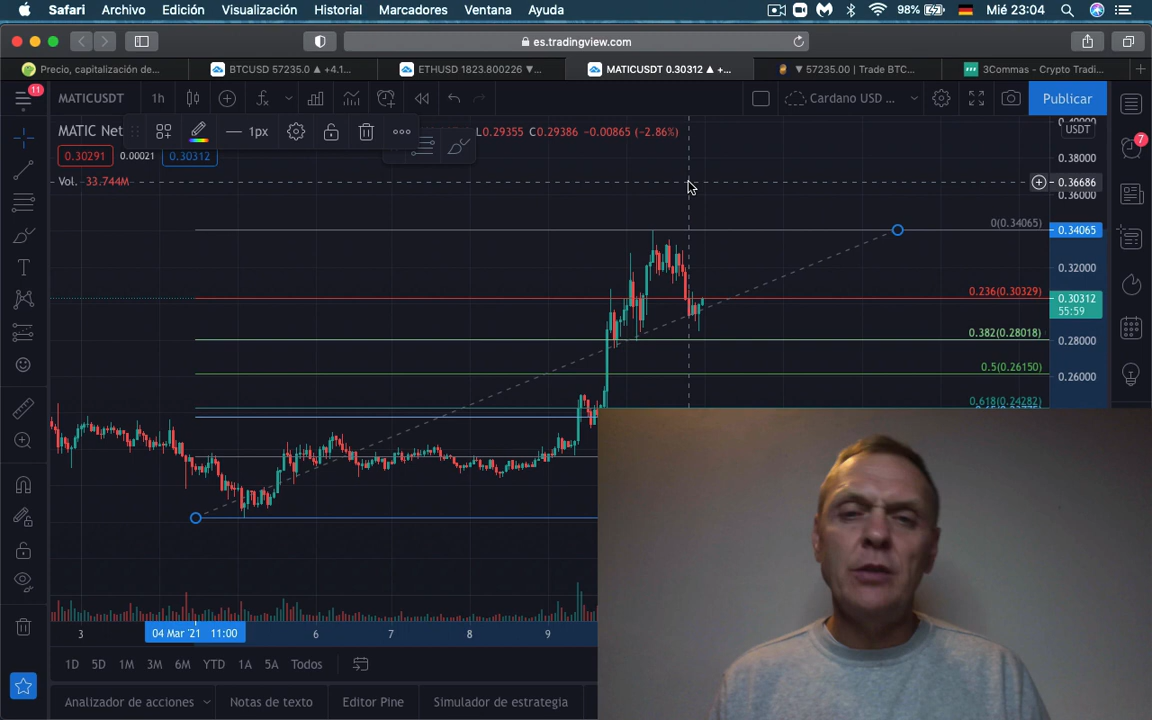 Safari Archivo Edición Visualización Historial Marcadores Ventana Ayuda 98% Mié 23:04
es.tradingview.com
Precio, capitalización de... BTCUSD 57235.0 ▲ +4.1... ETHUSD 1823.800226 ▼... MATICUSDT 0.30312 ▲ +... ▼ 57235.00 | Trade BTC... 3Commas - Crypto Tradi...
11 MATICUSDT 1h Cardano USD ... Publicar
MATIC Net 1px L0.29355 C0.29386 -0.00865 (-2.86%) USDT
0.30291 0.00021 0.30312
7
0.38000
Vol. 33.744M
0.36686
0.36000
0(0.34065) 0.34065
0.32000
0.236(0.30329) 0.30312
55:59
0.382(0.28018) 0.28000
0.5(0.26150) 0.26000
0.618(0.24282)
3 04 Mar '21 11:00 6 7 8 9
1D 5D 1M 3M 6M YTD 1A 5A Todos
Analizador de acciones Notas de texto Editor Pine Simulador de estrategia